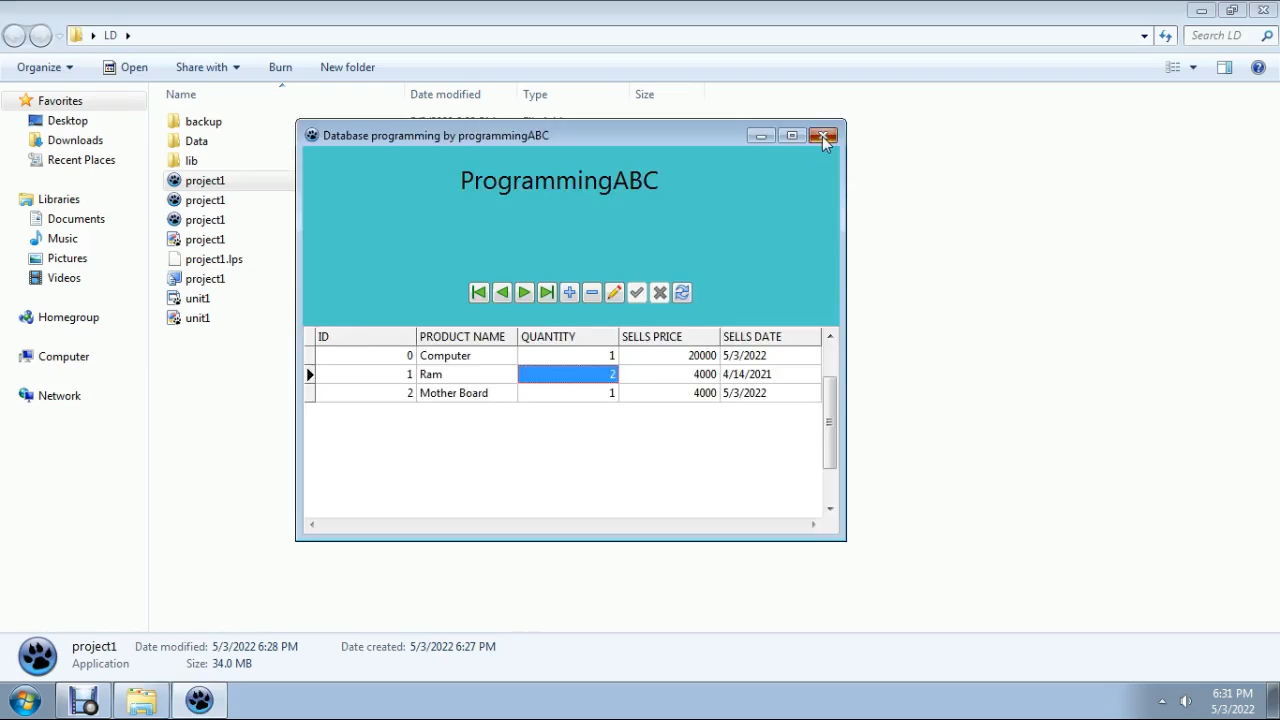 LD
Search LD
Organize Open Share with Burn New folder
Name Date modified Type Size
Favorites
Desktop
Downloads
Recent Places
Libraries
Documents
Music
Pictures
Videos
Homegroup
Computer
Network
backup
Data
lib
project1
project1
project1
project1
project1.lps
project1
unit1
unit1
Database programming by programmingABC
ProgrammingABC
ID PRODUCT NAME QUANTITY SELLS PRICE SELLS DATE
0 Computer 1 20000 5/3/2022
1 Ram 2 4000 4/14/2021
2 Mother Board 1 4000 5/3/2022
project1 Date modified: 5/3/2022 6:28 PM Date created: 5/3/2022 6:27 PM
Application Size: 34.0 MB
6:31 PM
5/3/2022